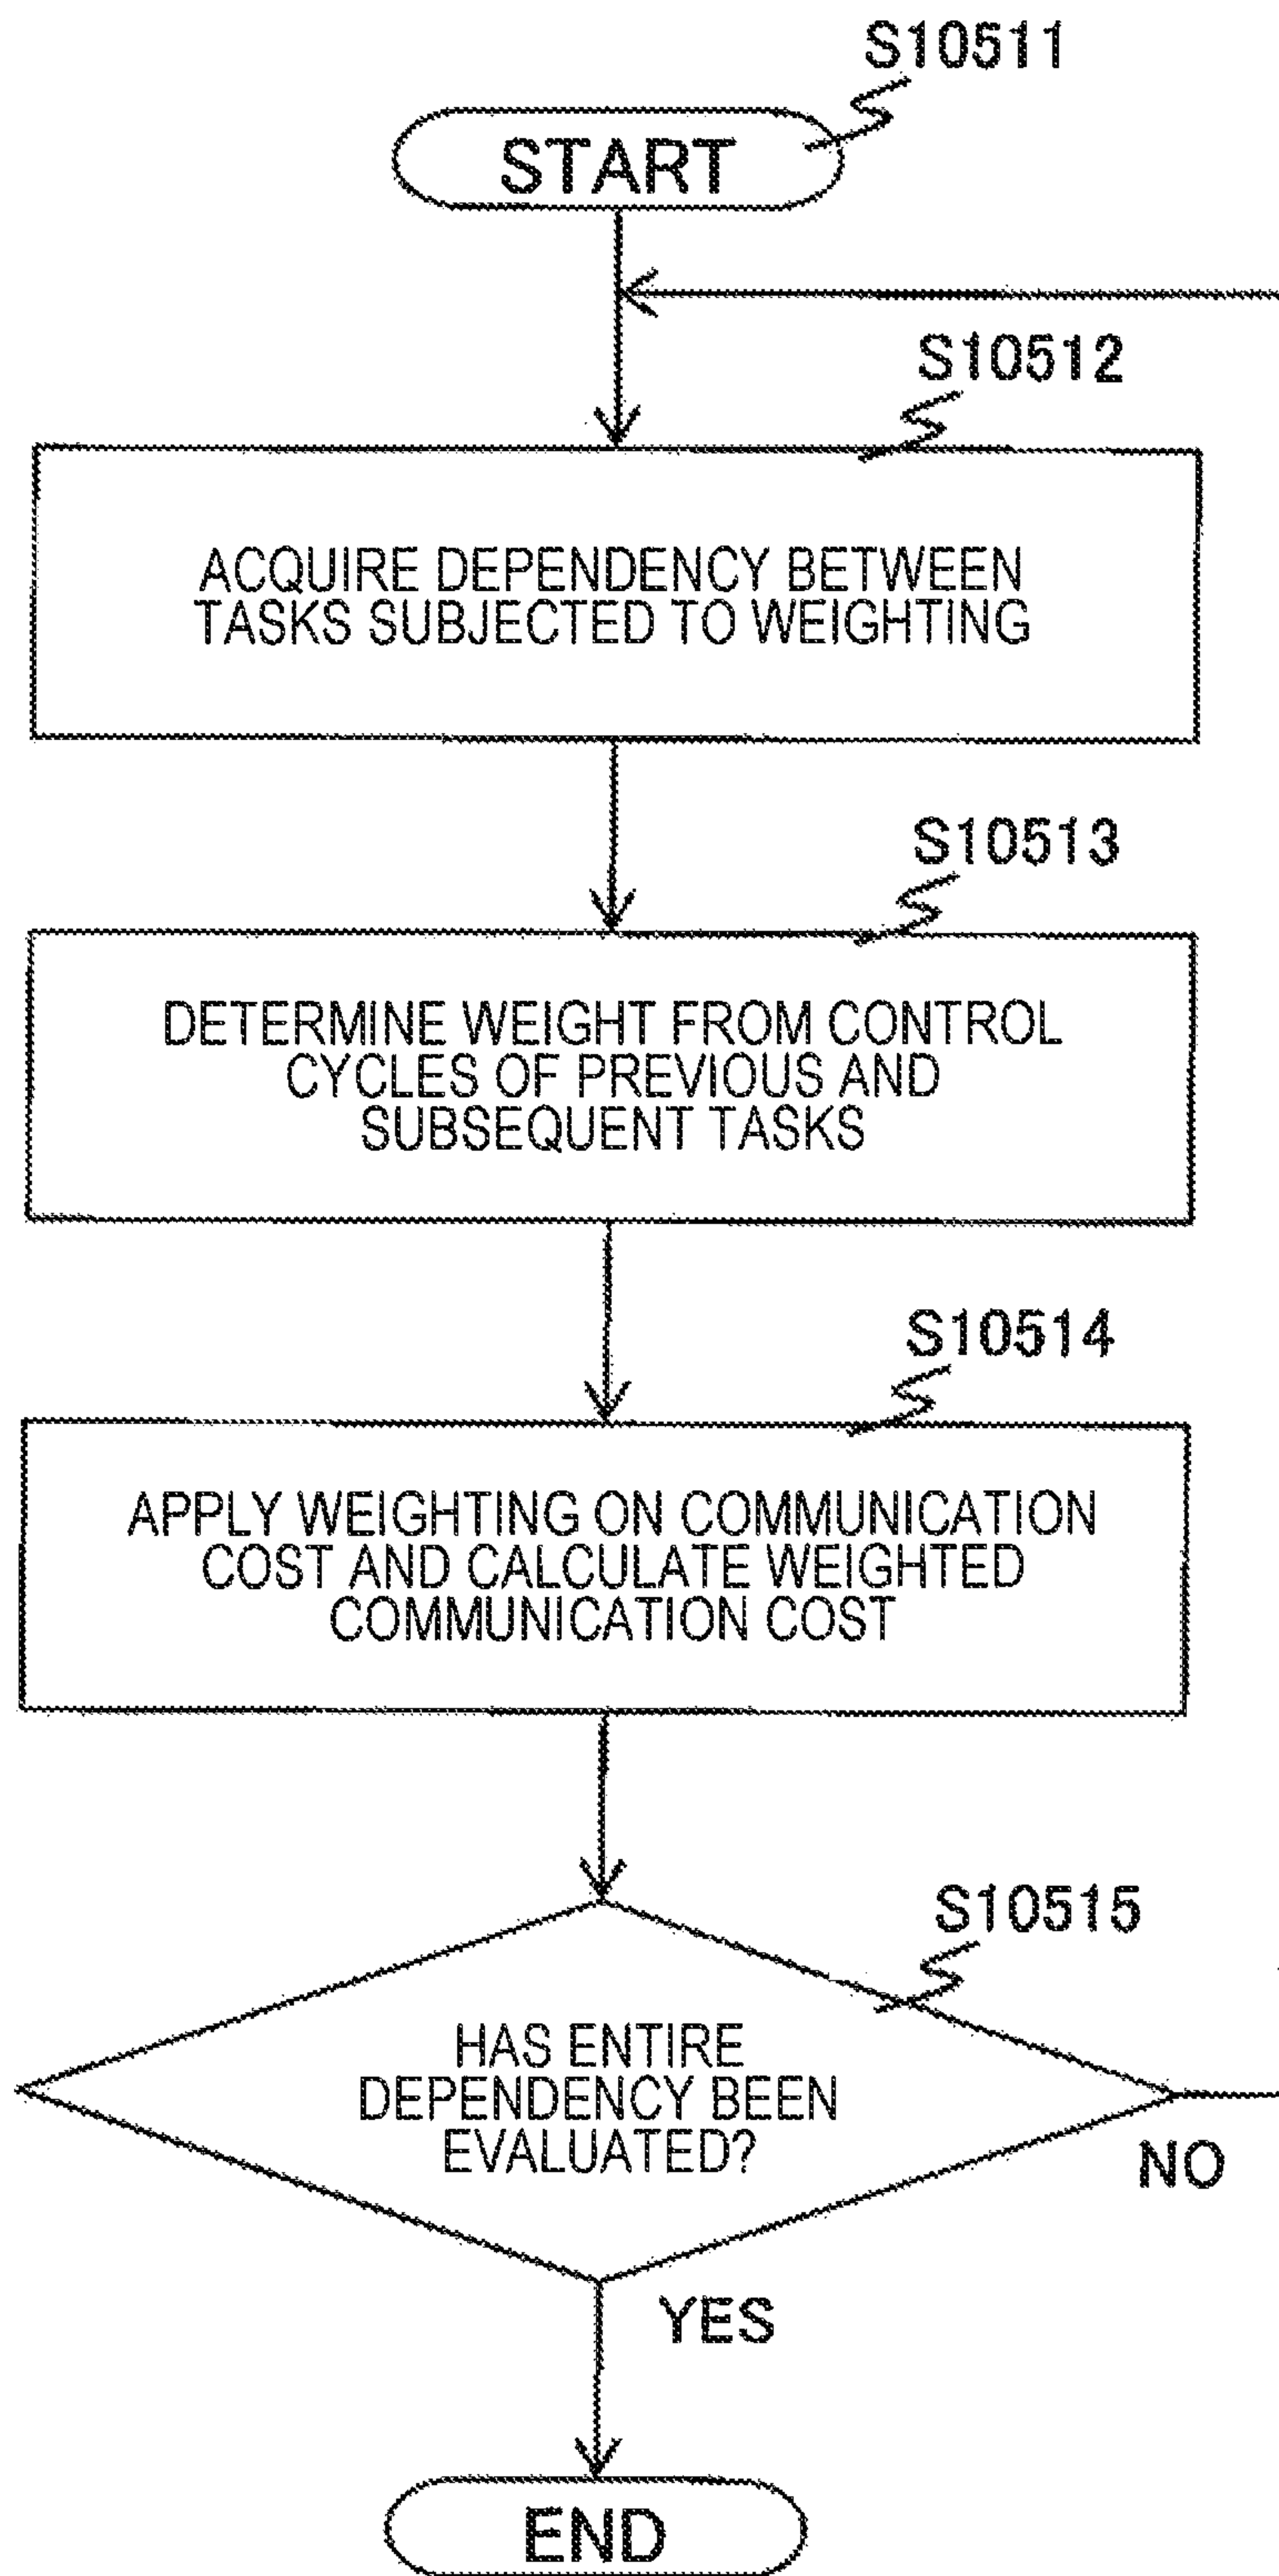 S10511
START
S10512
ACQUIRE DEPENDENCY BETWEEN
TASKS SUBJECTED TO WEIGHTING
S10513
DETERMINE WEIGHT FROM CONTROL
CYCLES OF PREVIOUS AND
SUBSEQUENT TASKS
S10514
APPLY WEIGHTING ON COMMUNICATION
COST AND CALCULATE WEIGHTED
COMMUNICATION COST
S10515
HAS ENTIRE
DEPENDENCY BEEN
EVALUATED?
NO
YES
END